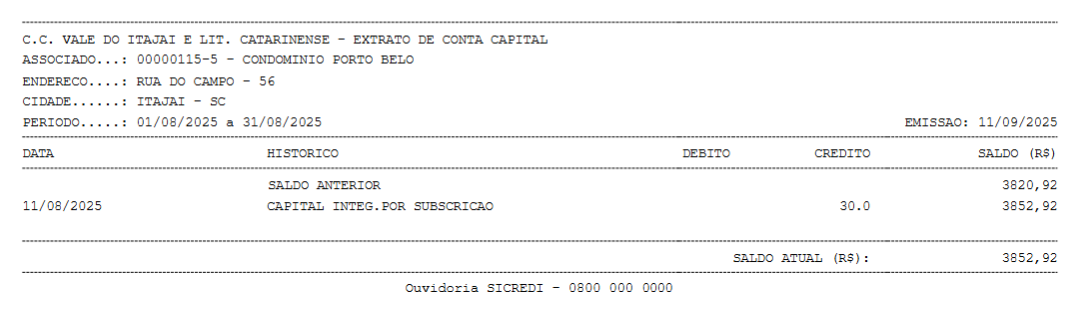 C.C. VALE DO ITAJAI E LIT. CATARINENSE - EXTRATO DE CONTA CAPITAL
ASSOCIADO...: 00000115-5 - CONDOMINIO PORTO BELO
ENDERECO....: RUA DO CAMPO - 56
CIDADE......: ITAJAI - SC
PERIODO.....: 01/08/2025 a 31/08/2025 EMISSAO: 11/09/2025
DATA HISTORICO DEBITO CREDITO SALDO (R$)
SALDO ANTERIOR 3820,92
11/08/2025 CAPITAL INTEG.POR SUBSCRICAO 30.0 3852,92
SALDO ATUAL (R$): 3852,92
Ouvidoria SICREDI - 0800 000 0000